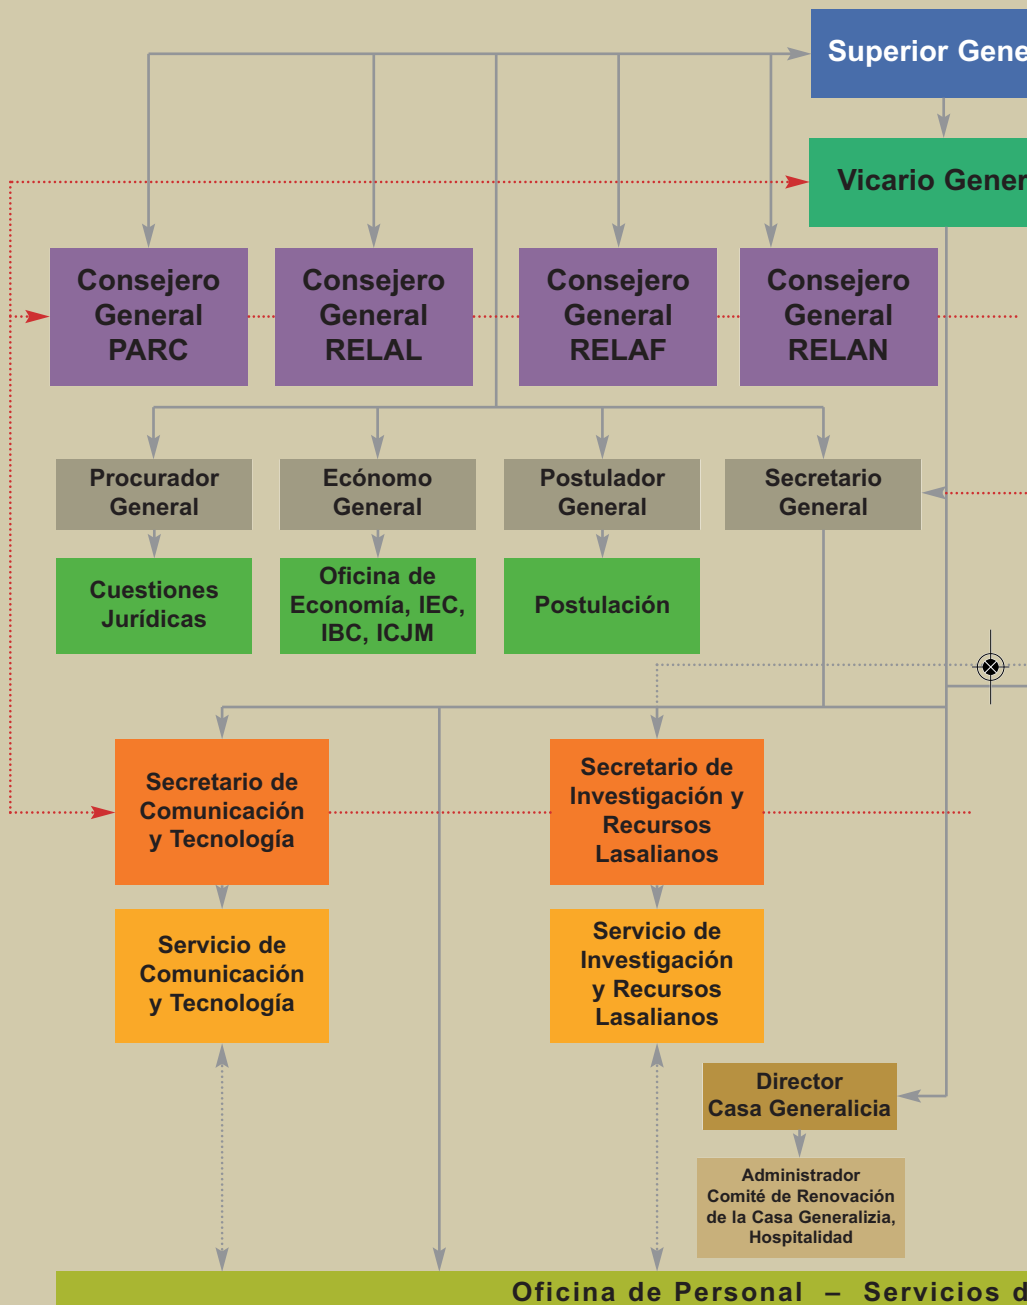 Superior Gene
Vicario Gener
Consejero
General
PARC
Consejero
General
RELAL
Consejero
General
RELAF
Consejero
General
RELAN
Procurador
General
Ecónomo
General
Postulador
General
Secretario
General
Cuestiones
Jurídicas
Oficina de
Economía, IEC,
IBC, ICJM
Postulación
Secretario de
Comunicación
y Tecnología
Secretario de
Investigación y
Recursos
Lasalianos
Servicio de
Comunicación
y Tecnología
Servicio de
Investigación
y Recursos
Lasalianos
Director
Casa Generalicia
Administrador
Comité de Renovación
de la Casa Generalizia,
Hospitalidad
Oficina de Personal – Servicios d